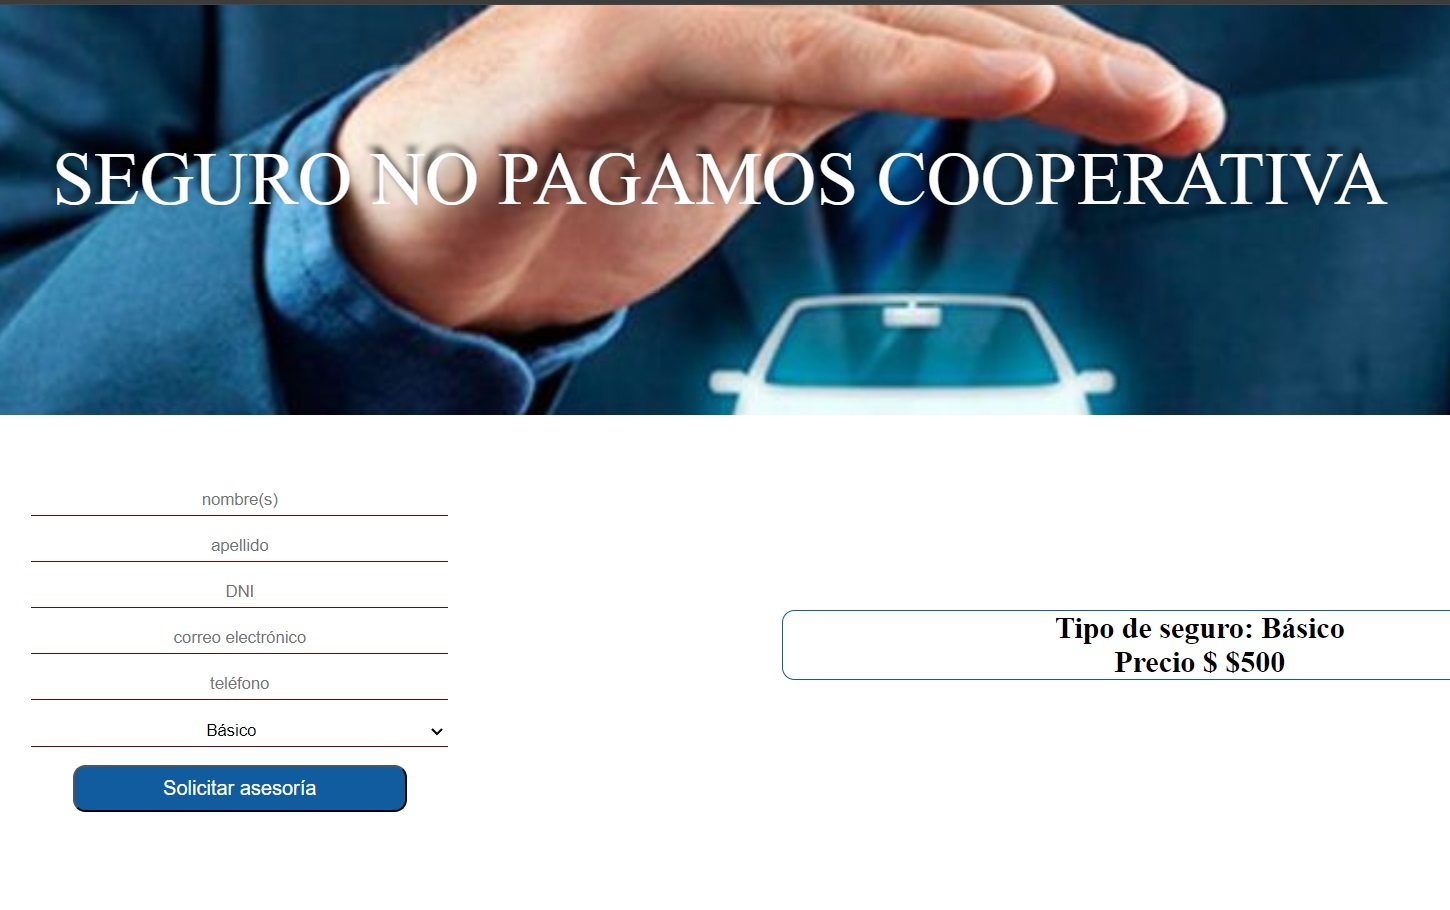 SEGURO NO PAGAMOS COOPERATIVA
nombre(s)
apellido
DNI
correo electrónico
teléfono
Básico
Solicitar asesoría
Tipo de seguro: Básico
Precio $ $500